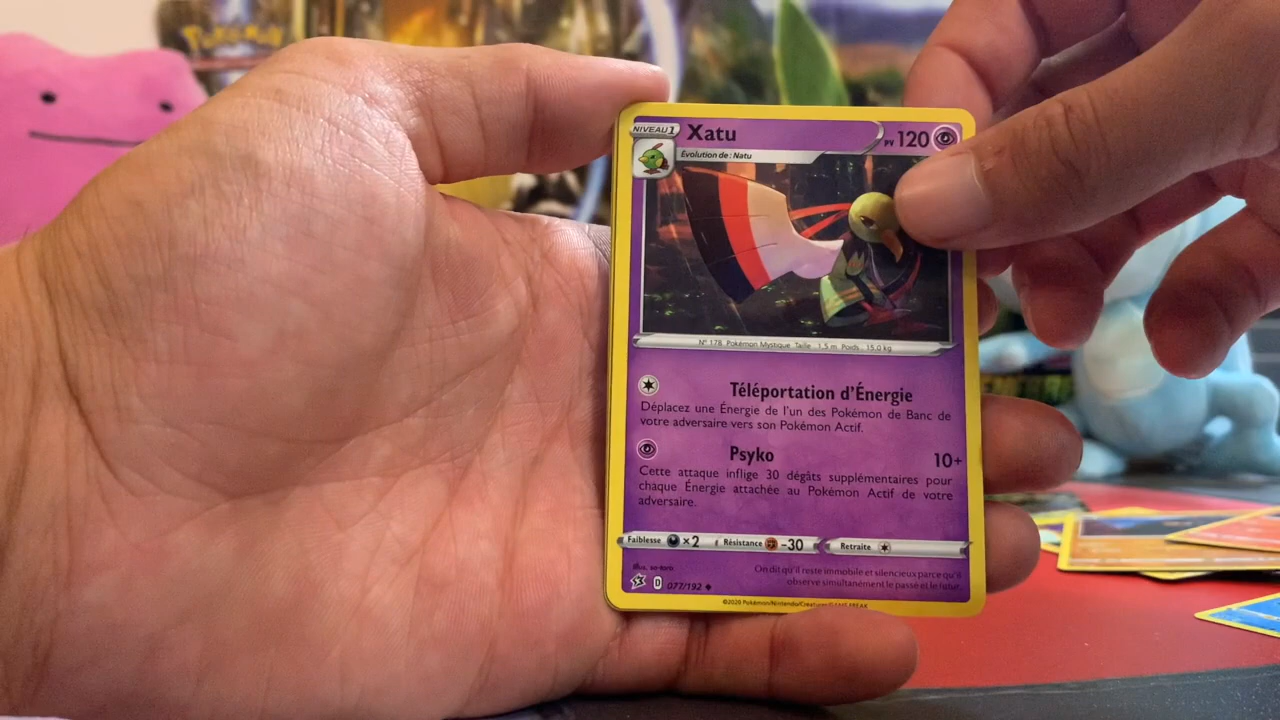 Pokémon
NIVEAU 1
Xatu
PV 120
Évolution de : Natu
N° 178 Pokémon Mystique Taille : 1,5 m Poids : 15,0 kg
Téléportation d'Énergie
Déplacez une Énergie de l'un des Pokémon de Banc de
votre adversaire vers son Pokémon Actif.
Psyko 10+
Cette attaque inflige 30 dégâts supplémentaires pour
chaque Énergie attachée au Pokémon Actif de votre
adversaire.
Faiblesse ×2 Résistance -30 Retraite
Illus. so-taro
On dit qu'il reste immobile et silencieux parce qu'il
observe simultanément le passé et le futur.
D 077/192
©2020 Pokémon/Nintendo/Creatures/GAME FREAK